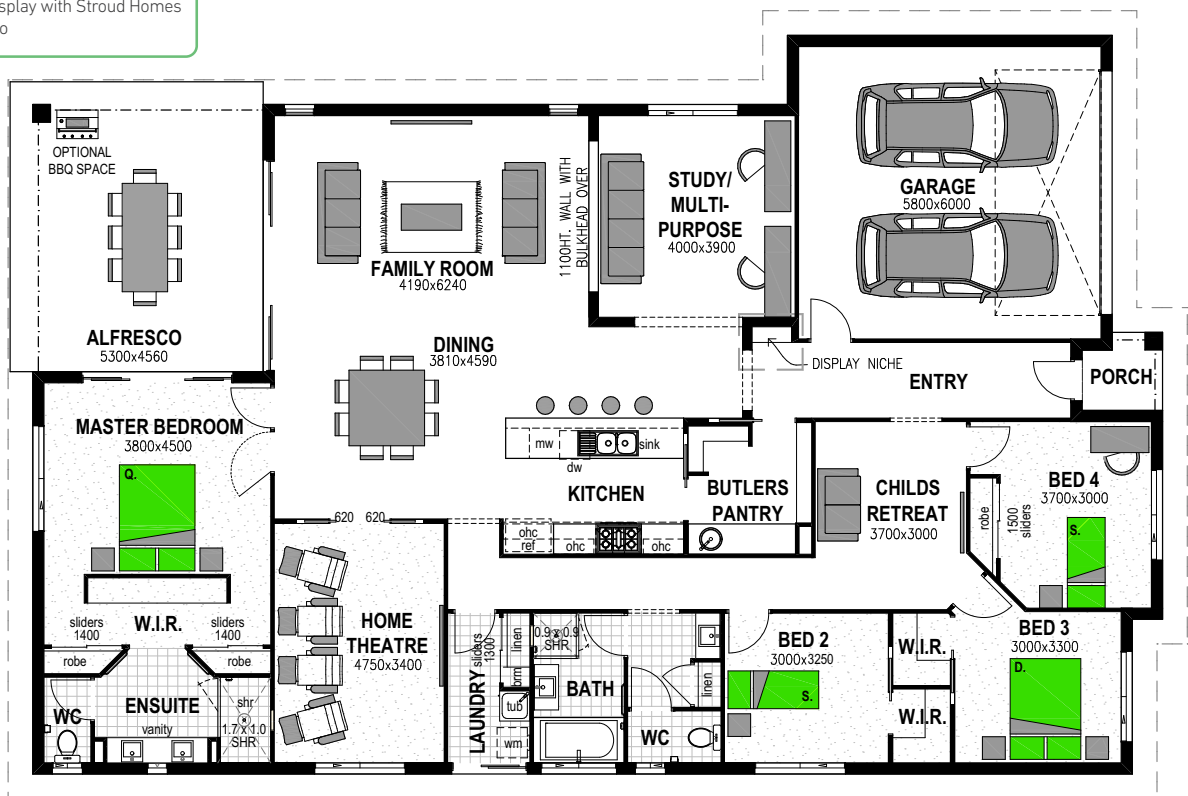 splay with Stroud Homes
o
OPTIONAL
BBQ SPACE
ALFRESCO
5300x4560
FAMILY ROOM
4190x6240
1100HT. WALL WITH
BULKHEAD OVER
STUDY/
MULTI-
PURPOSE
4000x3900
GARAGE
5800x6000
DINING
3810x4590
DISPLAY NICHE
ENTRY
PORCH
MASTER BEDROOM
3800x4500
Q.
mw
sink
dw
KITCHEN
BUTLERS
PANTRY
CHILDS
RETREAT
3700x3000
BED 4
3700x3000
robe
1500
sliders
S.
620 620
ohc
ref
ohc
ohc
sliders
1400
W.I.R.
sliders
1400
robe
robe
HOME
THEATRE
4750x3400
LAUNDRY
sliders
1300
linen
brm
tub
wm
0.9 x 0.9
SHR
BATH
linen
WC
BED 2
3000x3250
S.
W.I.R.
W.I.R.
BED 3
3000x3300
D.
WC
ENSUITE
vanity
shr
1.7x1.0
SHR